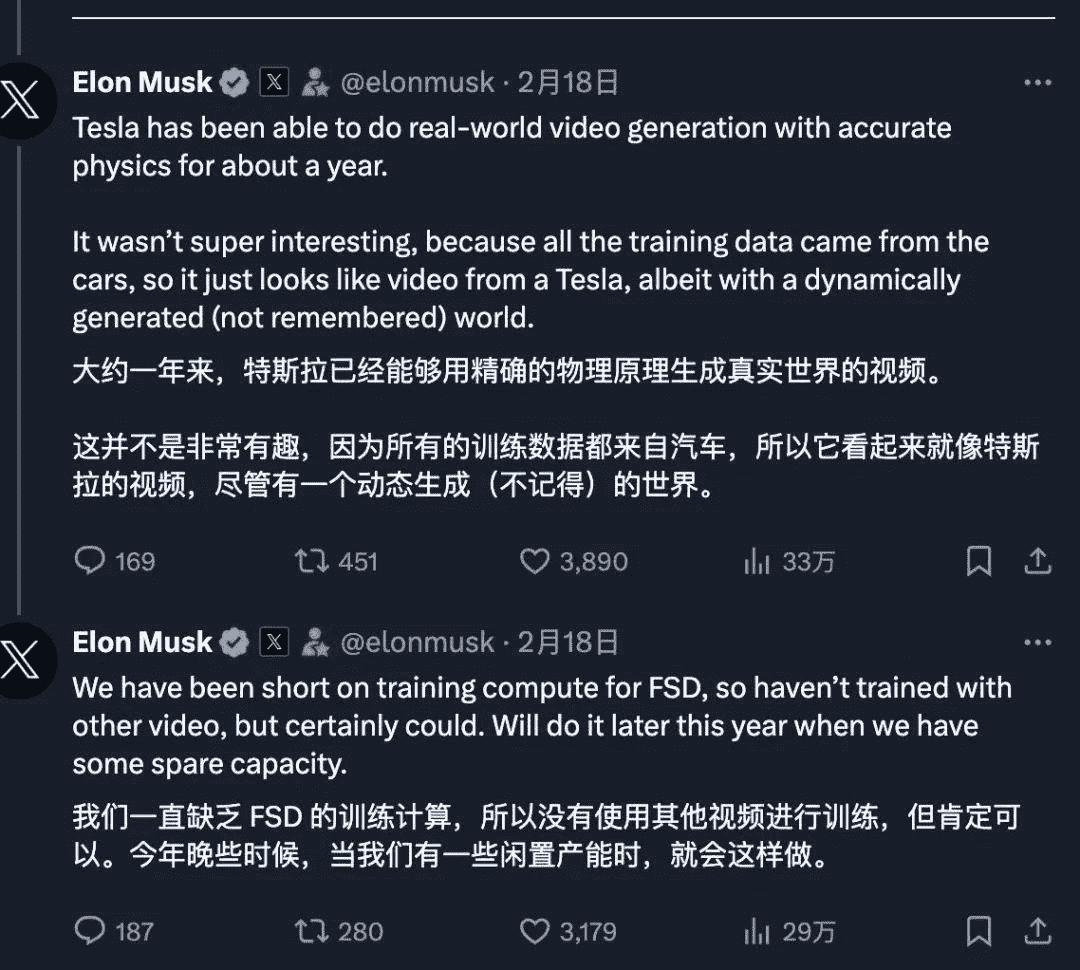 Elon Musk @elonmusk · 2月18日
Tesla has been able to do real-world video generation with accurate
physics for about a year.
It wasn’t super interesting, because all the training data came from the
cars, so it just looks like video from a Tesla, albeit with a dynamically
generated (not remembered) world.
大约一年来，特斯拉已经能够用精确的物理原理生成真实世界的视频。
这并不是非常有趣，因为所有的训练数据都来自汽车，所以它看起来就像特斯
拉的视频，尽管有一个动态生成（不记得）的世界。
169 451 3,890 33万
Elon Musk @elonmusk · 2月18日
We have been short on training compute for FSD, so haven’t trained with
other video, but certainly could. Will do it later this year when we have
some spare capacity.
我们一直缺乏 FSD 的训练计算，所以没有使用其他视频进行训练，但肯定可
以。今年晚些时候，当我们有一些闲置产能时，就会这样做。
187 280 3,179 29万